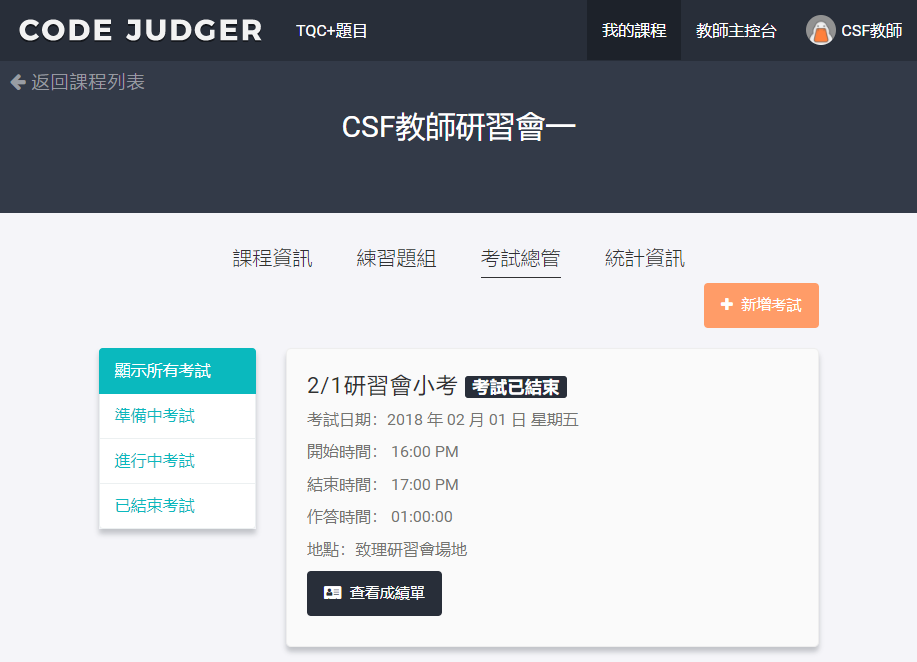 CODE JUDGER TQC+題目 我的課程 教師主控台 CSF教師
返回課程列表
CSF教師研習會一
課程資訊 練習題組 考試總管 統計資訊
新增考試
顯示所有考試
準備中考試
進行中考試
已結束考試
2/1研習會小考 考試已結束
考試日期：2018 年 02 月 01 日 星期五
開始時間： 16:00 PM
結束時間： 17:00 PM
作答時間： 01:00:00
地點：致理研習會場地
查看成績單